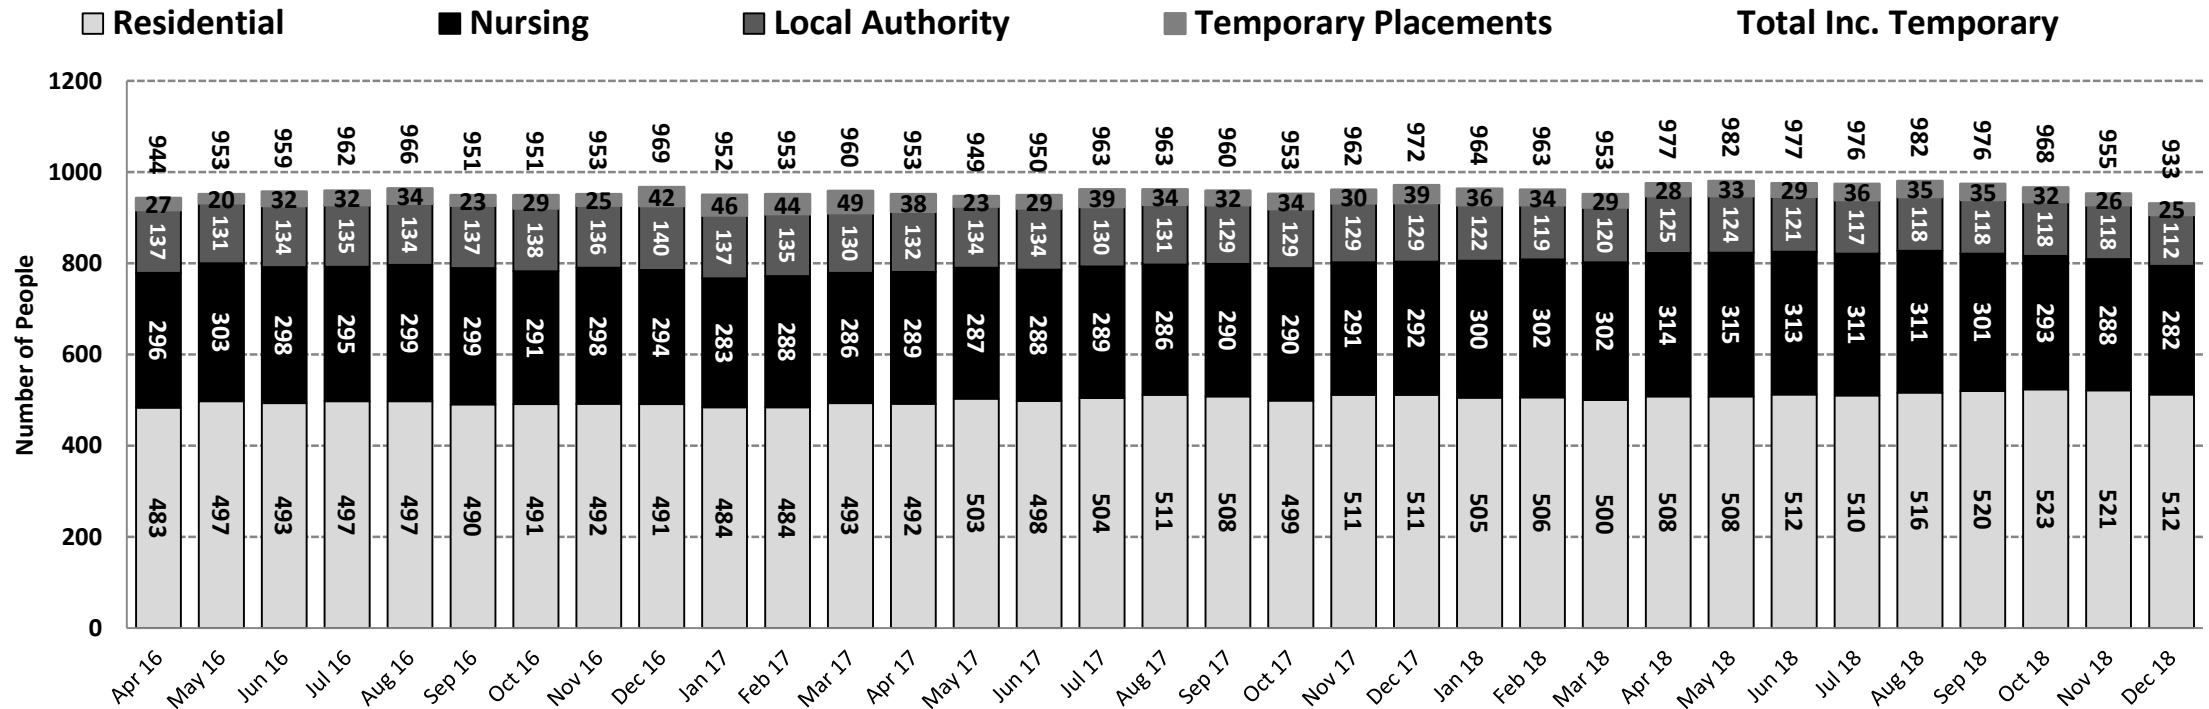 Residential Nursing Local Authority Temporary Placements Total Inc. Temporary
1200
1000
800
600
400
200
0
Number of People
944 953 959 962 966 951 951 953 969 952 953 960 953 949 950 963 963 960 953 962 972 964 963 953 977 982 977 976 982 976 968 955 933
27 20 32 32 34 23 29 25 42 46 44 49 38 23 29 39 34 32 34 30 39 36 34 29 28 33 29 36 35 35 32 26 25
137 131 134 135 134 137 138 136 140 137 135 130 132 134 134 130 131 129 129 129 129 122 119 120 125 124 121 117 118 118 118 118 112
296 303 298 295 299 299 291 298 294 283 288 286 289 287 288 289 286 290 290 291 292 300 302 302 314 315 313 311 311 301 293 288 282
483 497 493 497 497 490 491 492 491 484 484 493 492 503 498 504 511 508 499 511 511 505 506 500 508 508 512 510 516 520 523 521 512
Apr 16 May 16 Jun 16 Jul 16 Aug 16 Sep 16 Oct 16 Nov 16 Dec 16 Jan 17 Feb 17 Mar 17 Apr 17 May 17 Jun 17 Jul 17 Aug 17 Sep 17 Oct 17 Nov 17 Dec 17 Jan 18 Feb 18 Mar 18 Apr 18 May 18 Jun 18 Jul 18 Aug 18 Sep 18 Oct 18 Nov 18 Dec 18